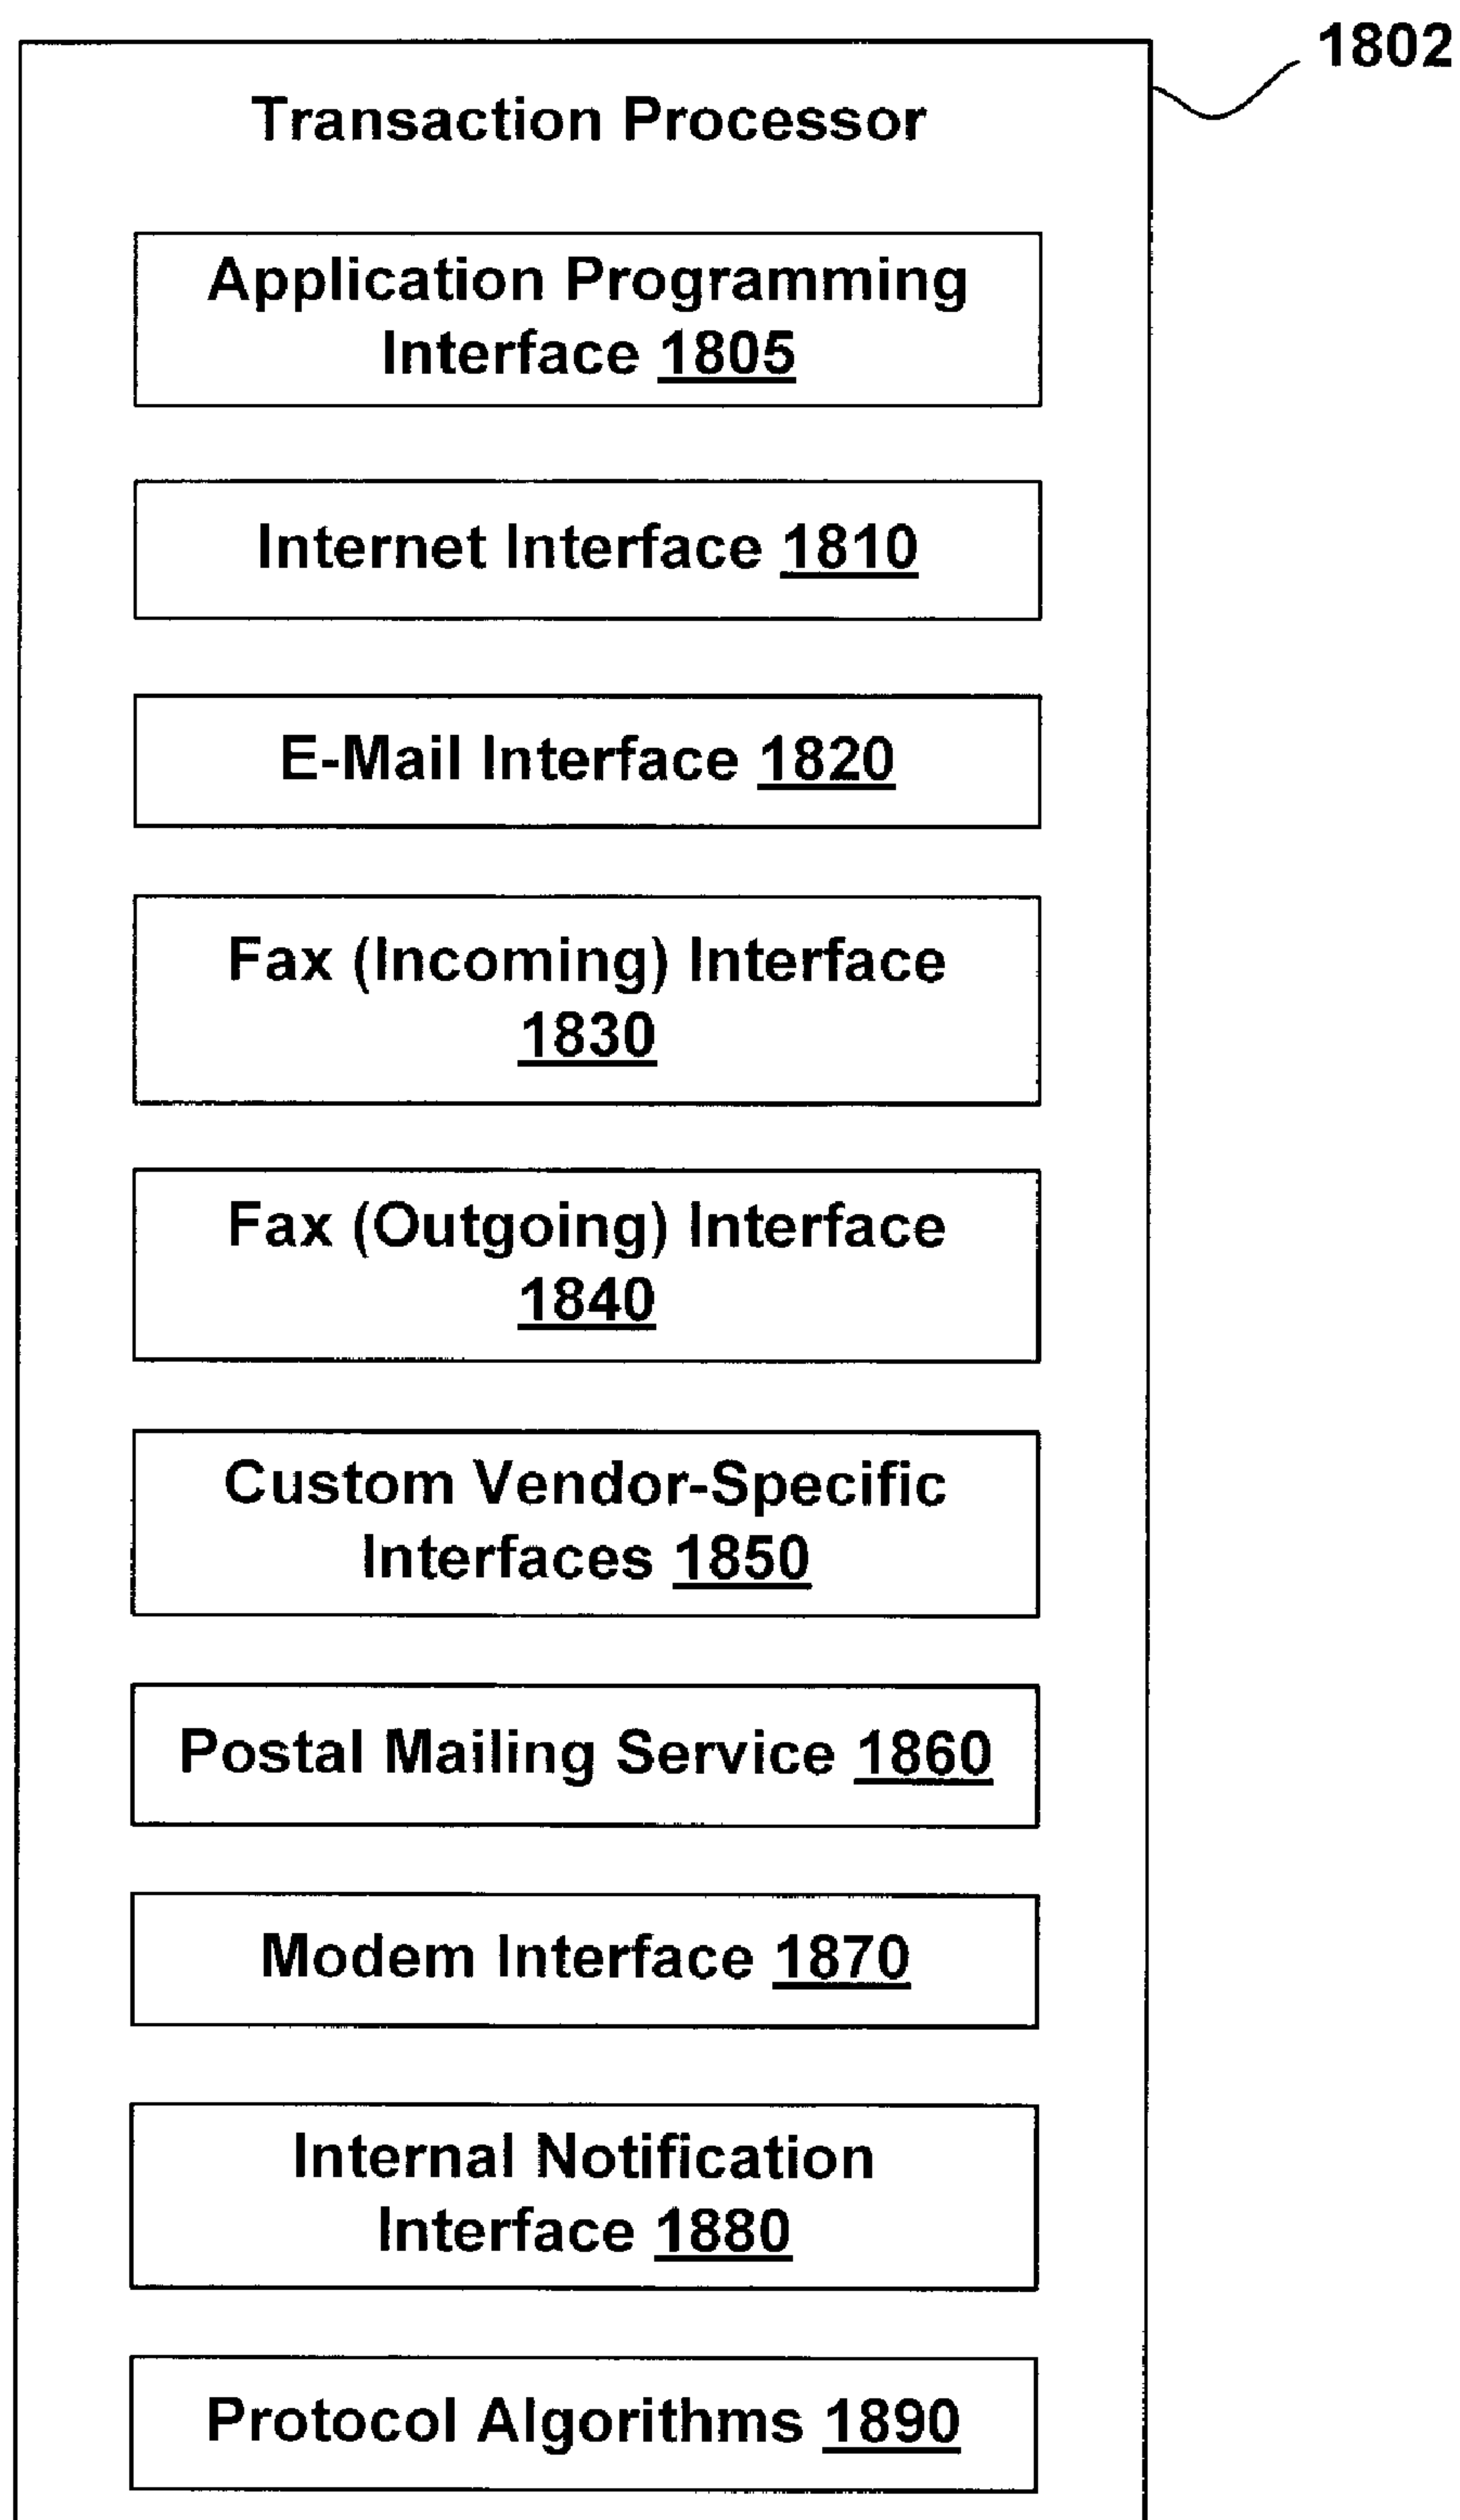 1802
Transaction Processor
Application Programming
Interface 1805
Internet Interface 1810
E-Mail Interface 1820
Fax (Incoming) Interface
1830
Fax (Outgoing) Interface
1840
Custom Vendor-Specific
Interfaces 1850
Postal Mailing Service 1860
Modem Interface 1870
Internal Notification
Interface 1880
Protocol Algorithms 1890